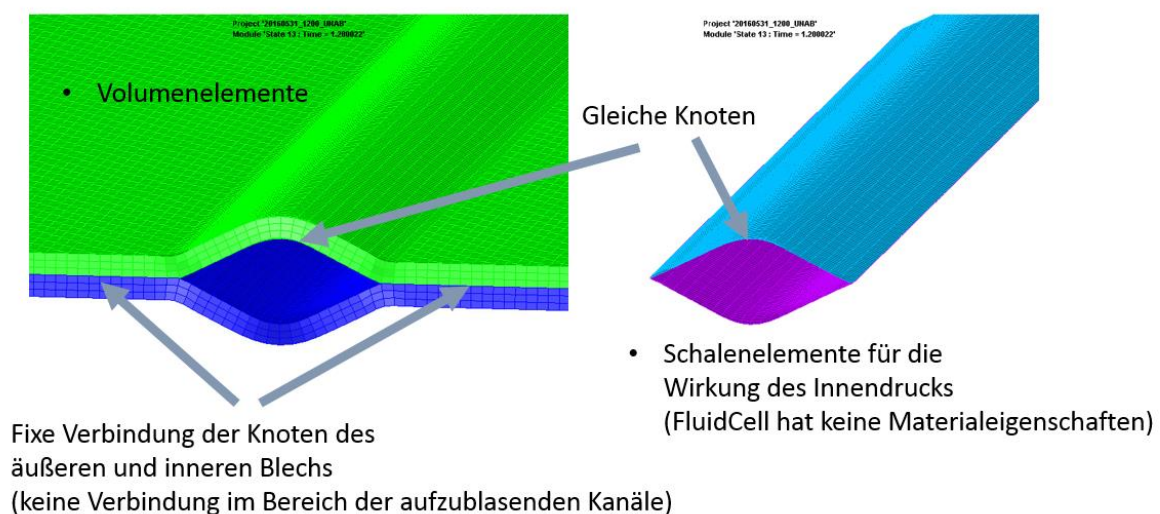 Project '20160531_1200_UNAB'
Module 'State 13 : Time = 1.200022'
Project '20160531_1200_UNAB'
Module 'State 13 : Time = 1.200022'
• Volumenelemente
Gleiche Knoten
• Schalenelemente für die
Wirkung des Innendrucks
(FluidCell hat keine Materialeigenschaften)
Fixe Verbindung der Knoten des
äußeren und inneren Blechs
(keine Verbindung im Bereich der aufzublasenden Kanäle)